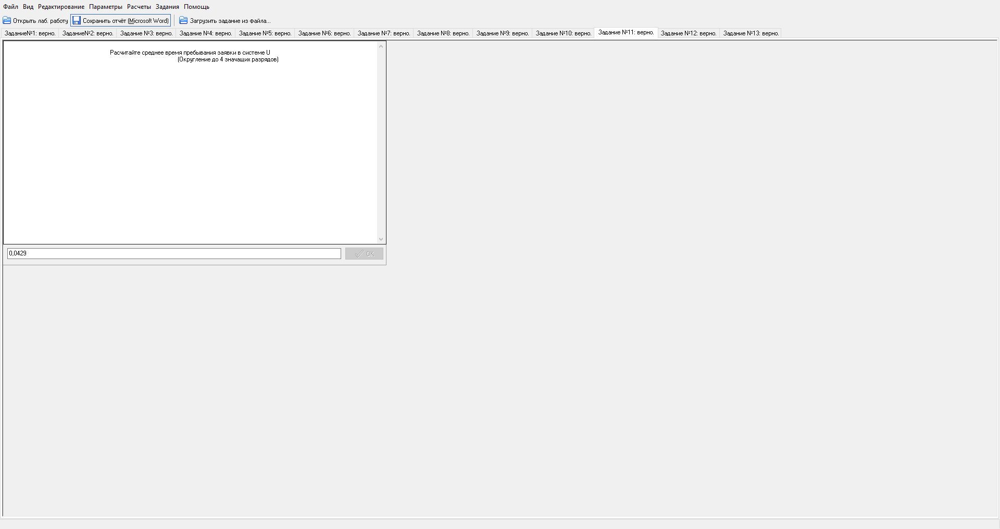 Файл Вид Редактирование Параметры Расчеты Задания Помощь
Открыть лаб. работу Сохранить отчёт (Microsoft Word) Загрузить задание из файла...
Задание№1: верно. Задание№2: верно. Задание №3: верно. Задание №4: верно. Задание №5: верно. Задание №6: верно. Задание №7: верно. Задание №8: верно. Задание №9: верно. Задание №10: верно. Задание №11: верно. Задание №12: верно. Задание №13: верно.
Расчитайте среднее время пребывания заявки в системе U
(Округление до 4 значащих разрядов)
0,0429 OK